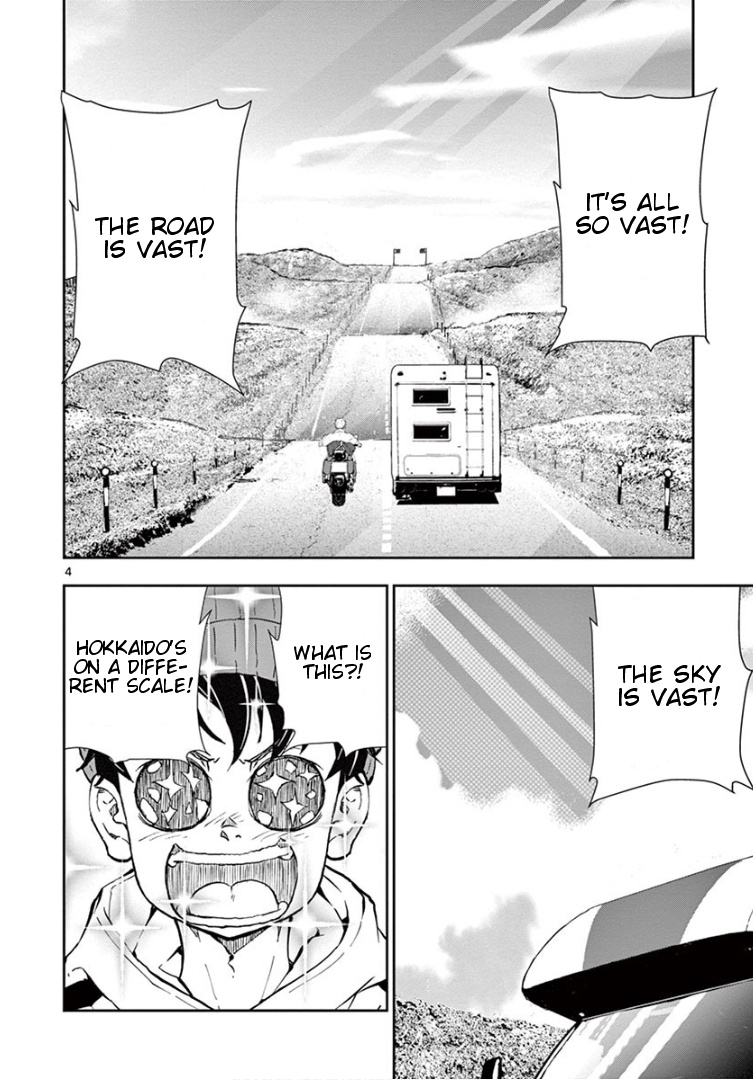 IT'S ALL
SO VAST!
THE ROAD
IS VAST!
4
THE SKY
IS VAST!
WHAT IS
THIS?!
HOKKAIDO'S
ON A DIFFE-
RENT SCALE!